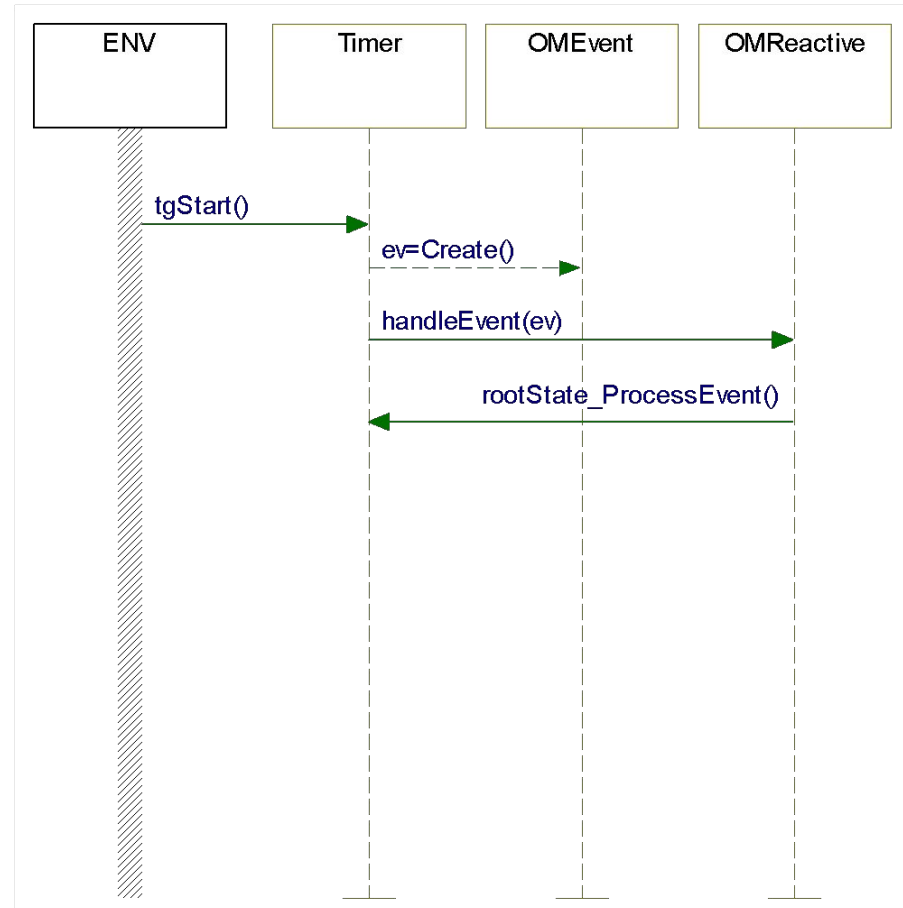 ENV
Timer
OMEvent
OMReactive
tgStart()
ev=Create()
handleEvent(ev)
rootState_ProcessEvent()